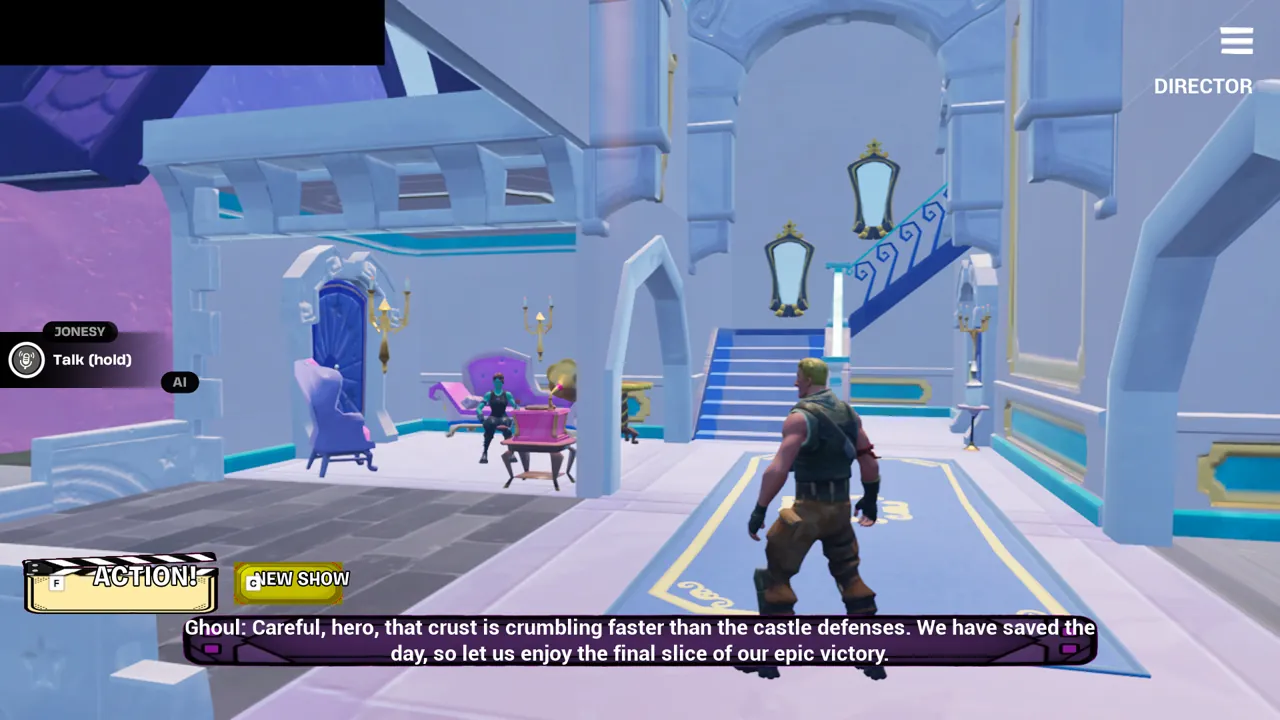 DIRECTOR
JONESY
Talk (hold)
AI
F
ACTION!
NEW SHOW
Ghoul: Careful, hero, that crust is crumbling faster than the castle defenses. We have saved the
day, so let us enjoy the final slice of our epic victory.